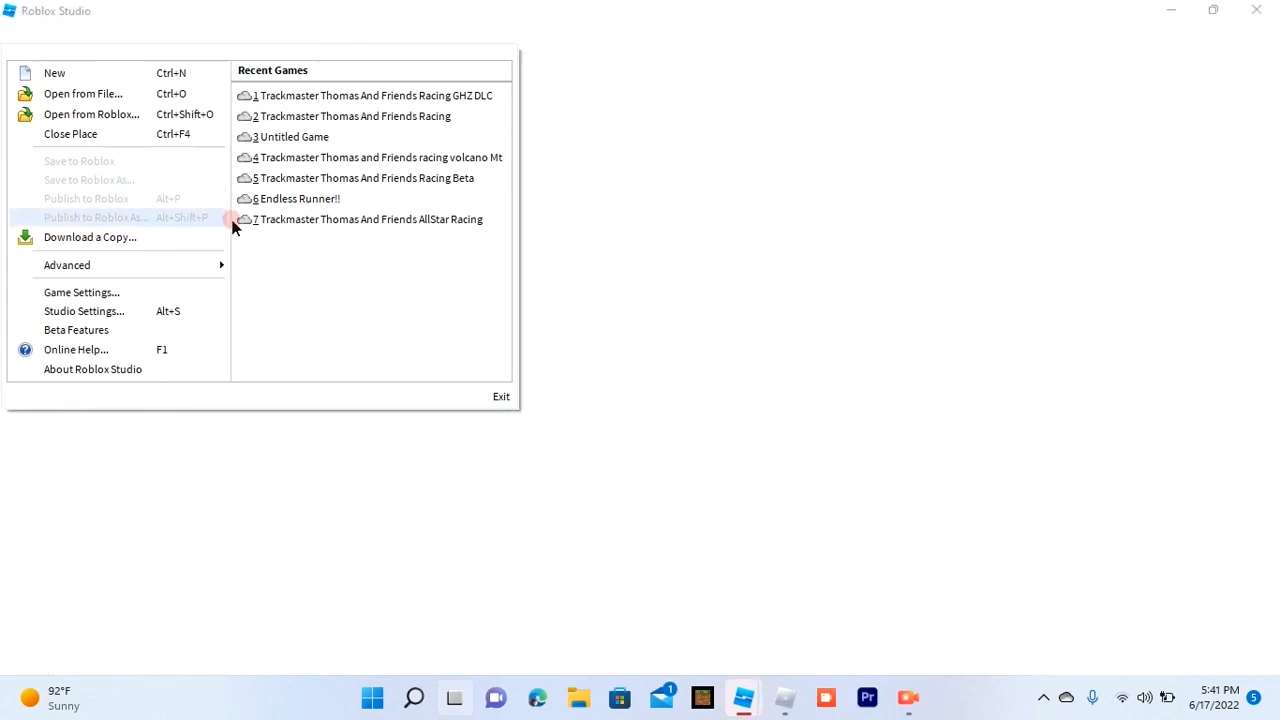 Roblox Studio
New Ctrl+N
Open from File... Ctrl+O
Open from Roblox... Ctrl+Shift+O
Close Place Ctrl+F4
Save to Roblox
Save to Roblox As...
Publish to Roblox Alt+P
Publish to Roblox As... Alt+Shift+P
Download a Copy...
Advanced
Game Settings...
Studio Settings... Alt+S
Beta Features
Online Help... F1
About Roblox Studio
Recent Games
1 Trackmaster Thomas And Friends Racing GHZ DLC
2 Trackmaster Thomas And Friends Racing
3 Untitled Game
4 Trackmaster Thomas and Friends racing volcano Mt
5 Trackmaster Thomas And Friends Racing Beta
6 Endless Runner!!
7 Trackmaster Thomas And Friends AllStar Racing
Exit
92°F
Sunny
1
Pr
5:41 PM
6/17/2022
5